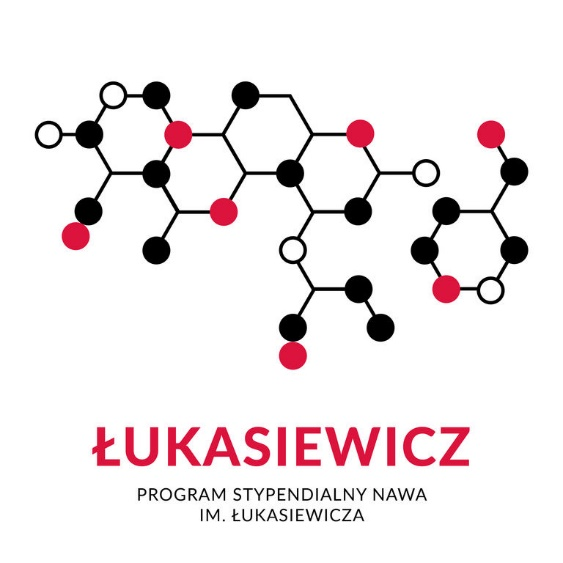 ŁUKASIEWICZ
PROGRAM STYPENDIALNY NAWA
IM. ŁUKASIEWICZA